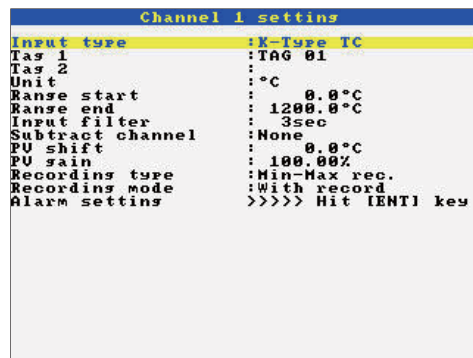 Channel 1 setting
Input type :K-Type TC
Tag 1 :TAG 01
Tag 2 :
Unit :°C
Range start : 0.0°C
Range end : 1200.0°C
Input filter : 3sec
Subtract channel :None
PV shift : 0.0°C
PV gain : 100.00%
Recording type :Min-Max rec.
Recording mode :With record
Alarm setting >>>>> Hit [ENT] key